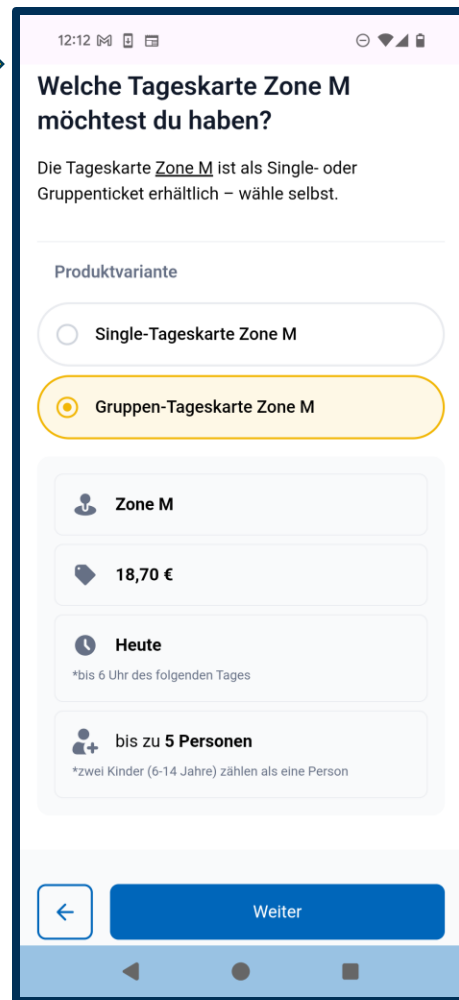 12:12
Welche Tageskarte Zone M
möchtest du haben?
Die Tageskarte Zone M ist als Single- oder
Gruppenticket erhältlich – wähle selbst.
Produktvariante
Single-Tageskarte Zone M
Gruppen-Tageskarte Zone M
Zone M
18,70 €
Heute
*bis 6 Uhr des folgenden Tages
bis zu 5 Personen
*zwei Kinder (6-14 Jahre) zählen als eine Person
Weiter